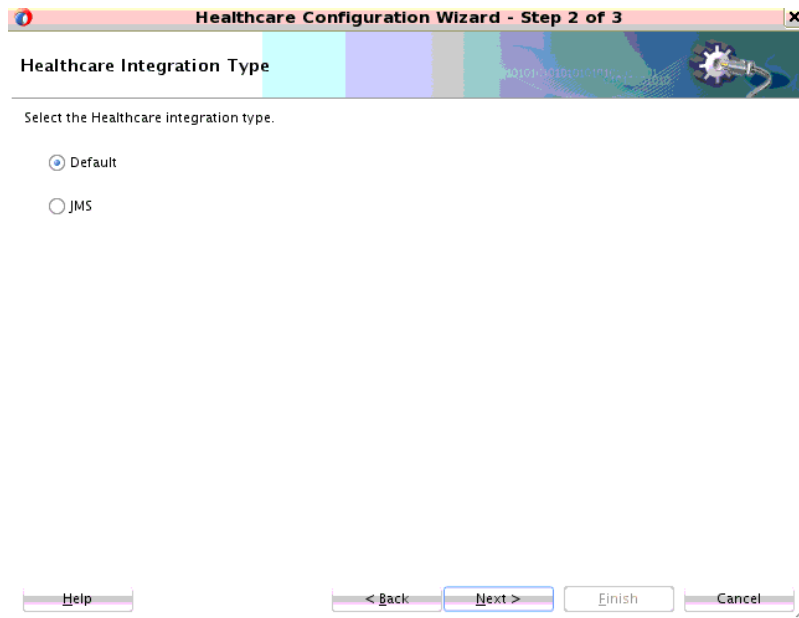 Healthcare Configuration Wizard - Step 2 of 3
Healthcare Integration Type
Select the Healthcare integration type.
Default
JMS
Help < Back Next > Finish Cancel